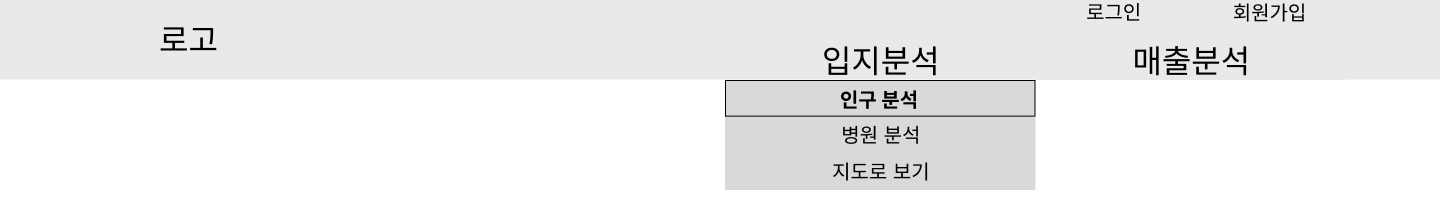 로그인 회원가입
로고
입지분석 매출분석
인구 분석
병원 분석
지도로 보기